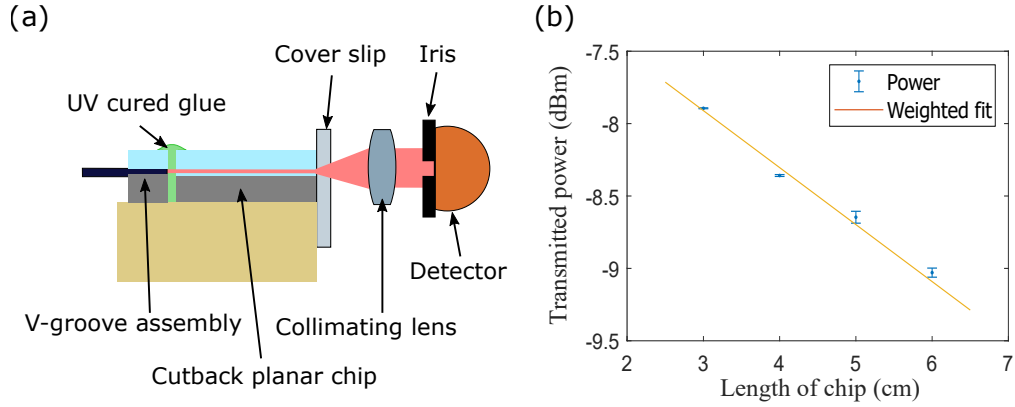 (a)
Cover slip
Iris
UV cured glue
Detector
V-groove assembly
Collimating lens
Cutback planar chip
(b)
-7.5
-8
-8.5
-9
-9.5
2
3
4
5
6
7
Transmitted power (dBm)
Length of chip (cm)
Power
Weighted fit